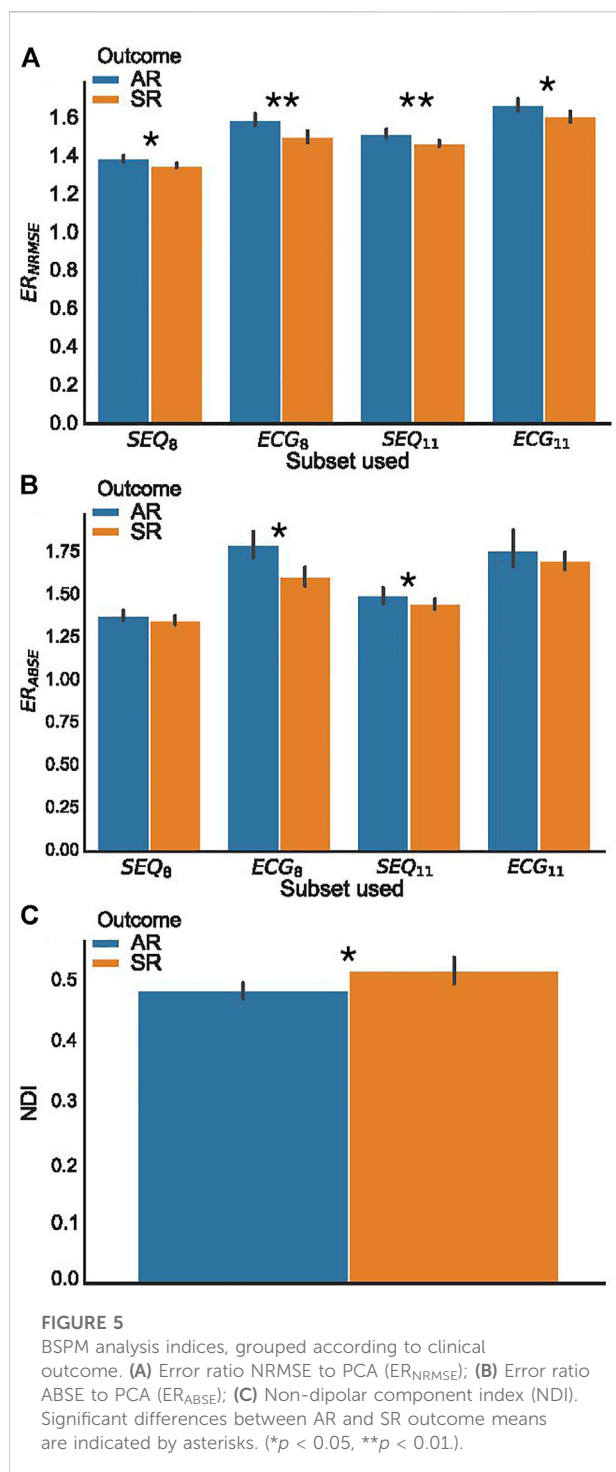 A
Outcome
AR
SR
*
**
**
*
1.6
1.4
1.2
1.0
0.8
0.6
0.4
0.2
0.0
ER_NRMSE
SEQ₈
ECG₈
SEQ₁₁
ECG₁₁
Subset used
B
Outcome
AR
SR
*
*
1.75
1.50
1.25
1.00
0.75
0.50
0.25
0.00
ER_ABSE
SEQ₈
ECG₈
SEQ₁₁
ECG₁₁
Subset used
C
Outcome
AR
SR
*
0.5
0.4
0.3
0.2
0.1
0.0
NDI
FIGURE 5
BSPM analysis indices, grouped according to clinical
outcome. (A) Error ratio NRMSE to PCA (ER_NRMSE); (B) Error ratio
ABSE to PCA (ER_ABSE); (C) Non-dipolar component index (NDI).
Significant differences between AR and SR outcome means
are indicated by asterisks. (*p < 0.05, **p < 0.01.).